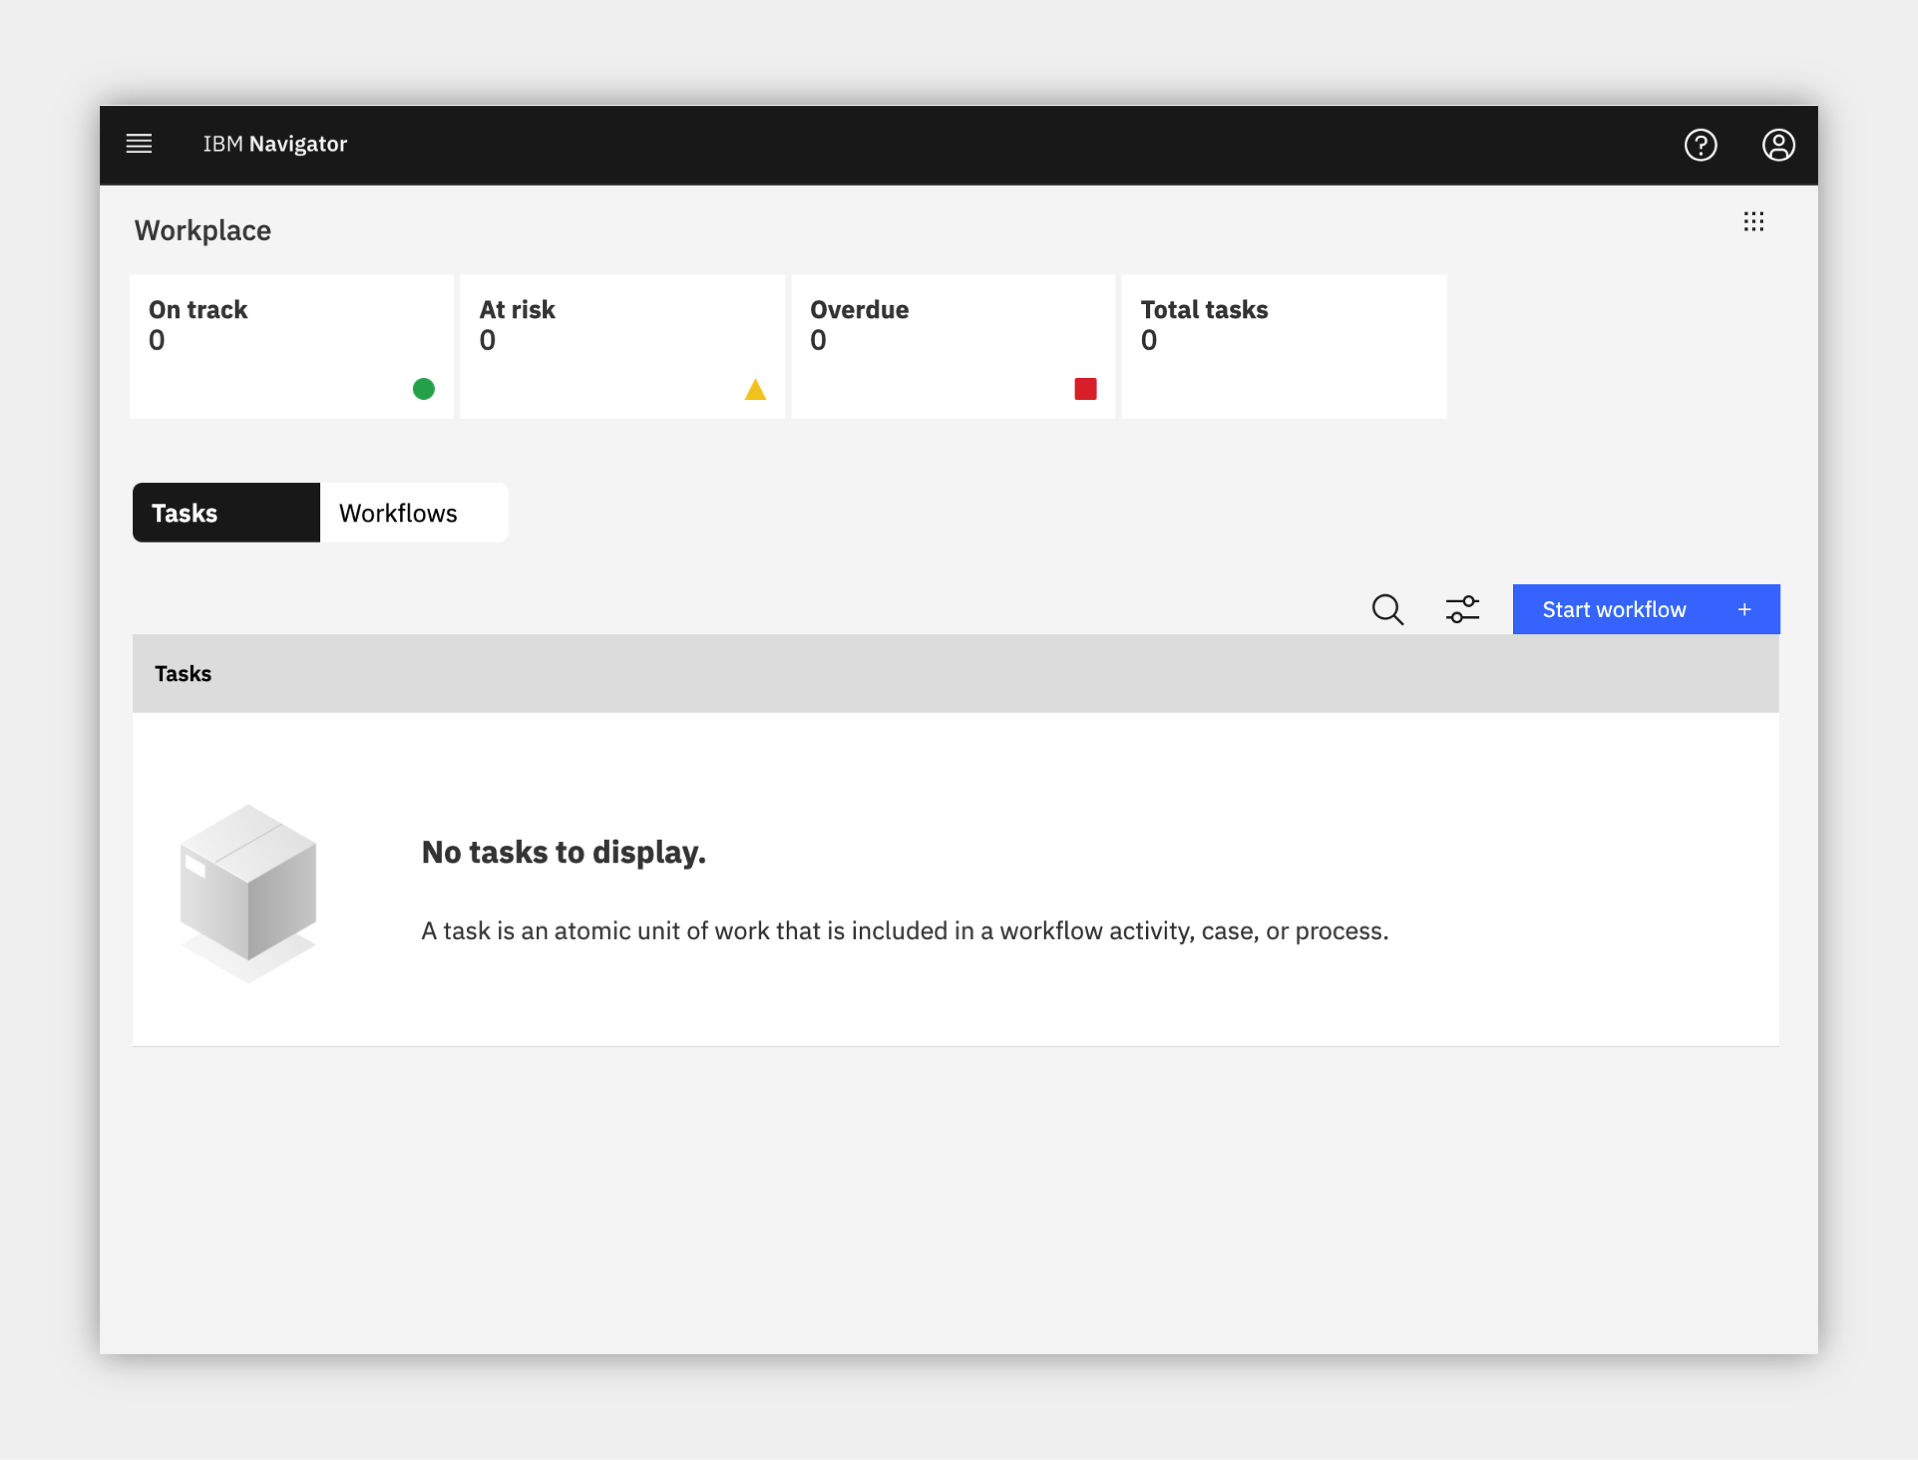 IBM Navigator
Workplace
On track
0
At risk
0
Overdue
0
Total tasks
0
Tasks
Workflows
Start workflow +
Tasks
No tasks to display.
A task is an atomic unit of work that is included in a workflow activity, case, or process.